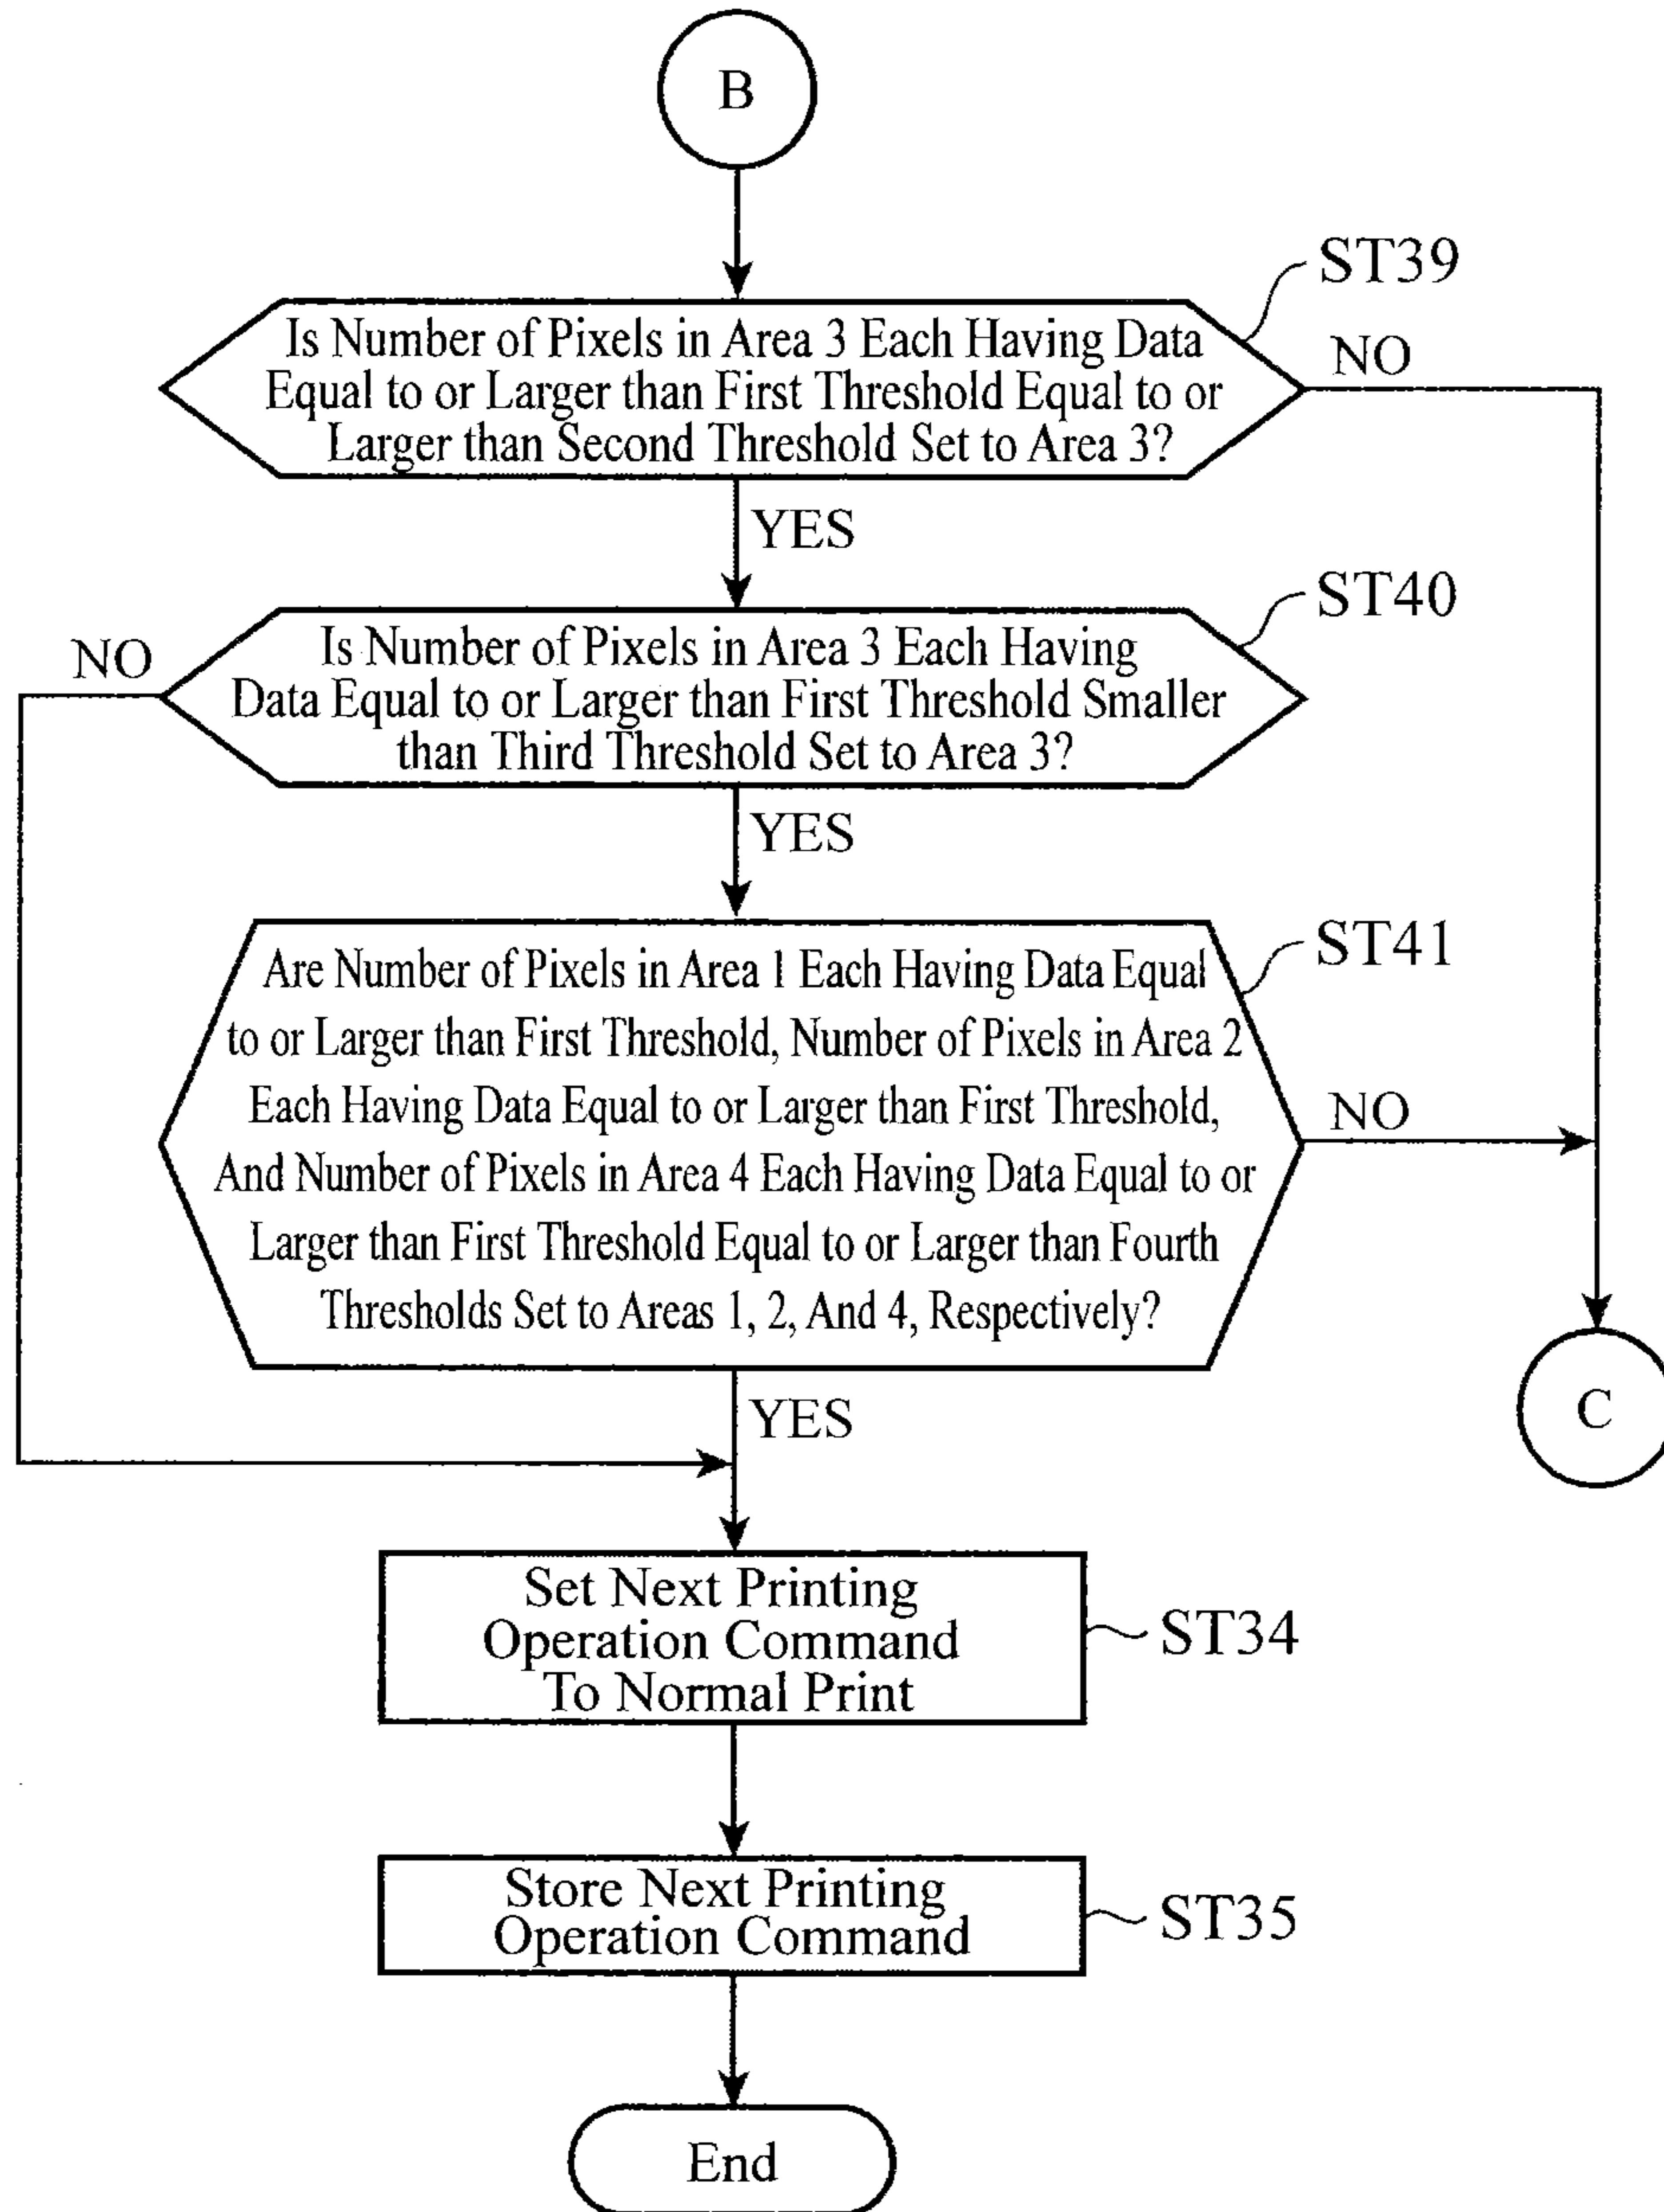 B
ST39
Is Number of Pixels in Area 3 Each Having Data
Equal to or Larger than First Threshold Equal to or
Larger than Second Threshold Set to Area 3?
NO
YES
ST40
NO
Is Number of Pixels in Area 3 Each Having
Data Equal to or Larger than First Threshold Smaller
than Third Threshold Set to Area 3?
YES
ST41
Are Number of Pixels in Area 1 Each Having Data Equal
to or Larger than First Threshold, Number of Pixels in Area 2
Each Having Data Equal to or Larger than First Threshold,
And Number of Pixels in Area 4 Each Having Data Equal to or
Larger than First Threshold Equal to or Larger than Fourth
Thresholds Set to Areas 1, 2, And 4, Respectively?
NO
YES
C
Set Next Printing
Operation Command
To Normal Print
ST34
Store Next Printing
Operation Command
ST35
End